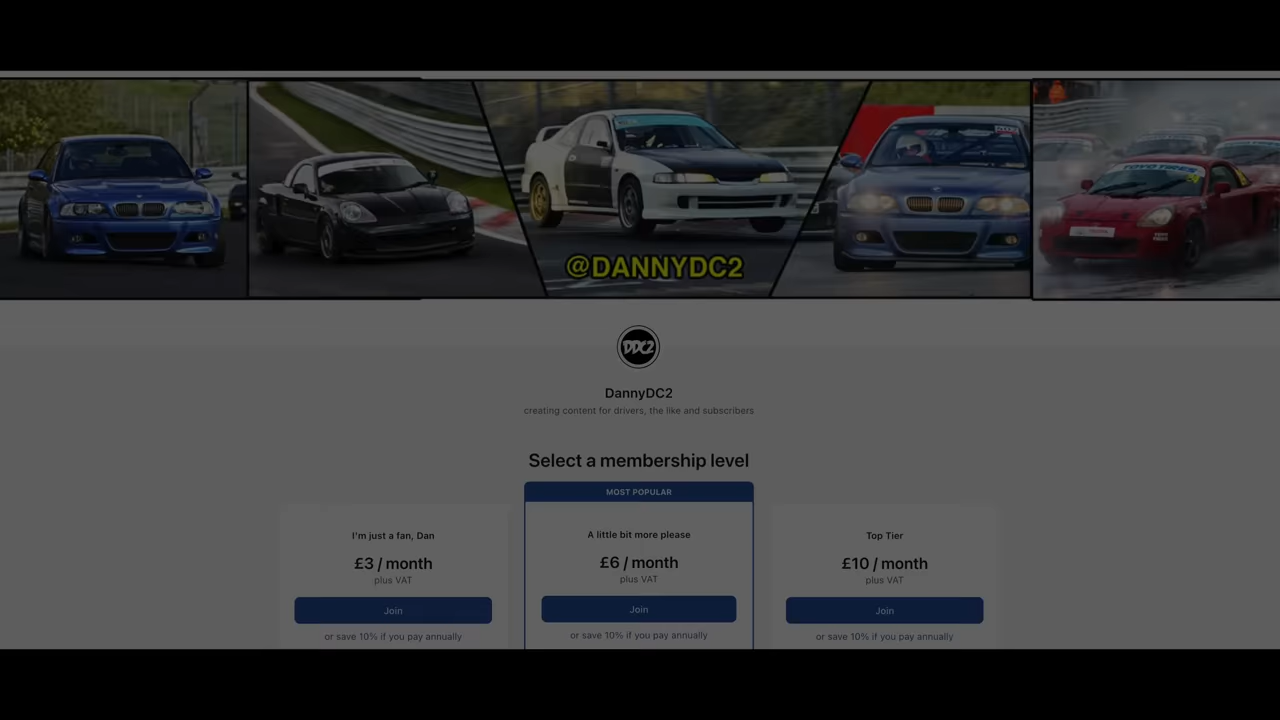 TOYO TIRES
@DANNYDC2
DDC2
DannyDC2
creating content for drivers, the like and subscribers
Select a membership level
MOST POPULAR
I'm just a fan, Dan
A little bit more please
Top Tier
£3 / month
£6 / month
£10 / month
plus VAT
plus VAT
plus VAT
Join
Join
Join
or save 10% if you pay annually
or save 10% if you pay annually
or save 10% if you pay annually